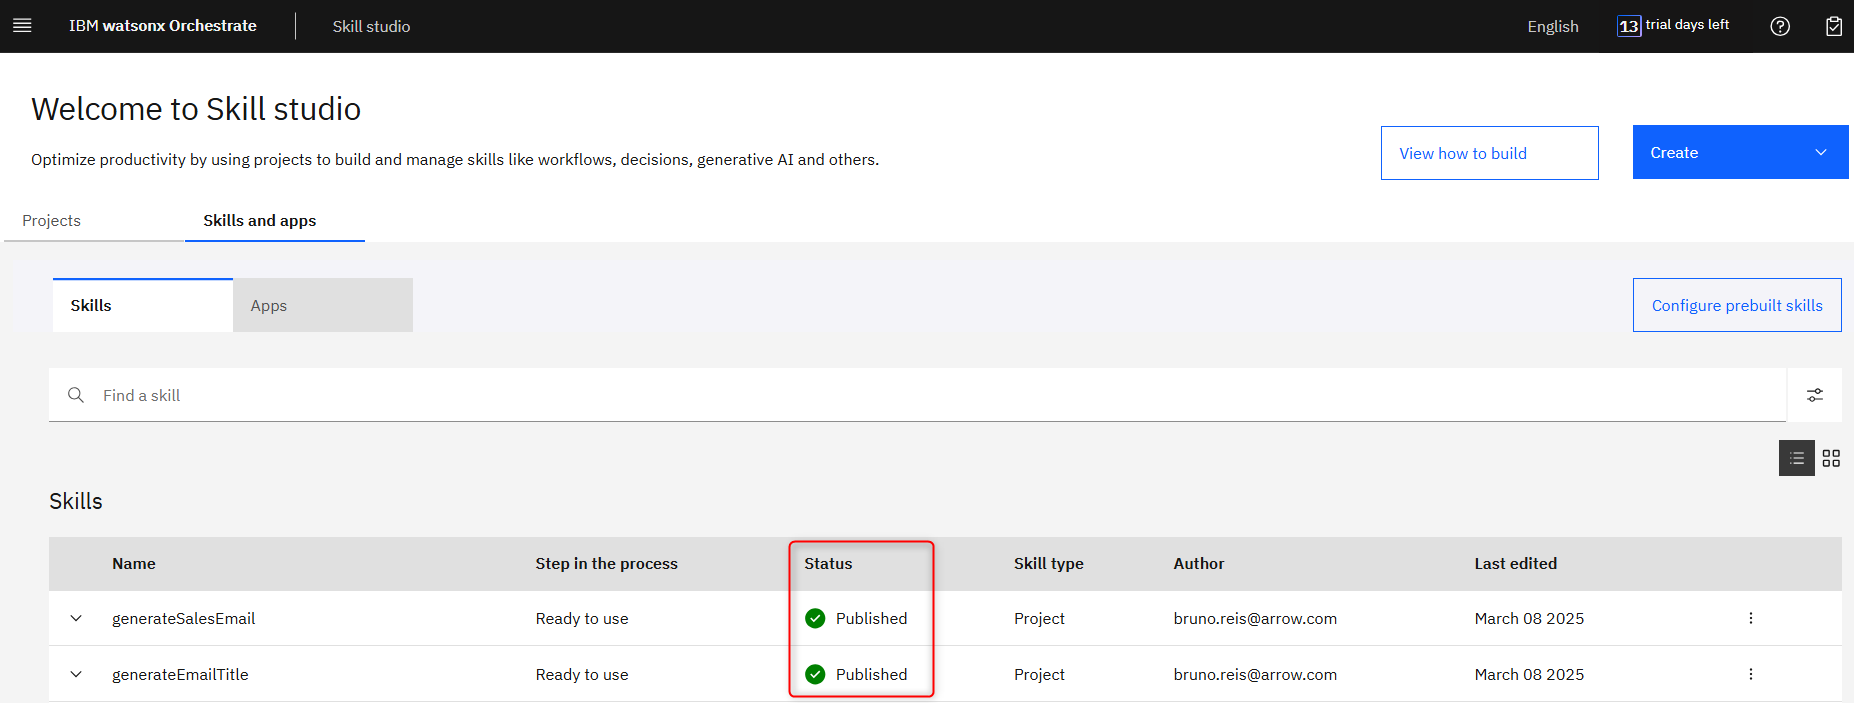 IBM watsonx Orchestrate Skill studio English 13 trial days left
Welcome to Skill studio
Optimize productivity by using projects to build and manage skills like workflows, decisions, generative AI and others.
View how to build
Create
Projects Skills and apps
Skills Apps Configure prebuilt skills
Find a skill
Skills
Name Step in the process Status Skill type Author Last edited
generateSalesEmail Ready to use Published Project bruno.reis@arrow.com March 08 2025
generateEmailTitle Ready to use Published Project bruno.reis@arrow.com March 08 2025